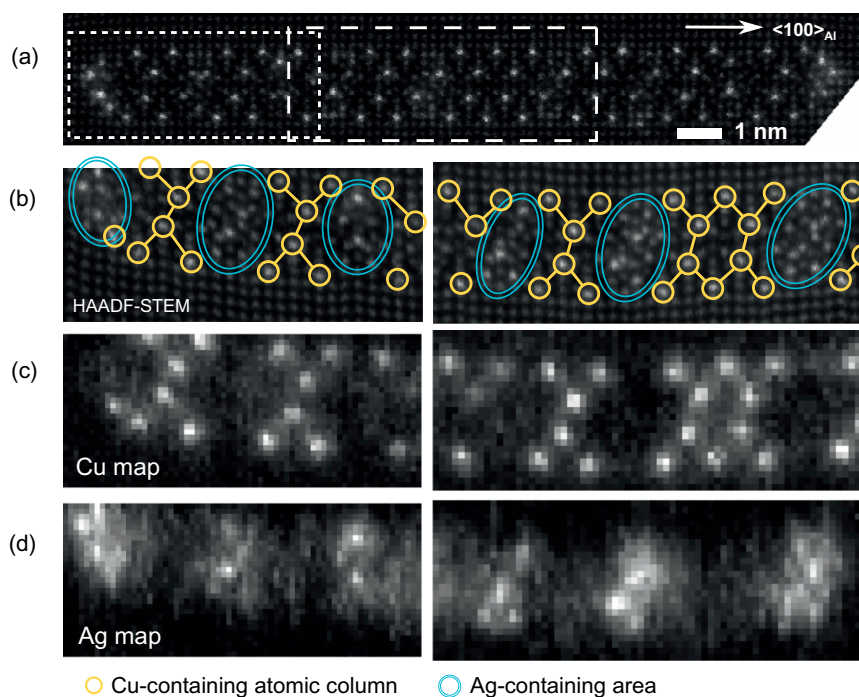 (a)
<100>Al
1 nm
(b)
HAADF-STEM
(c)
Cu map
(d)
Ag map
Cu-containing atomic column
Ag-containing area